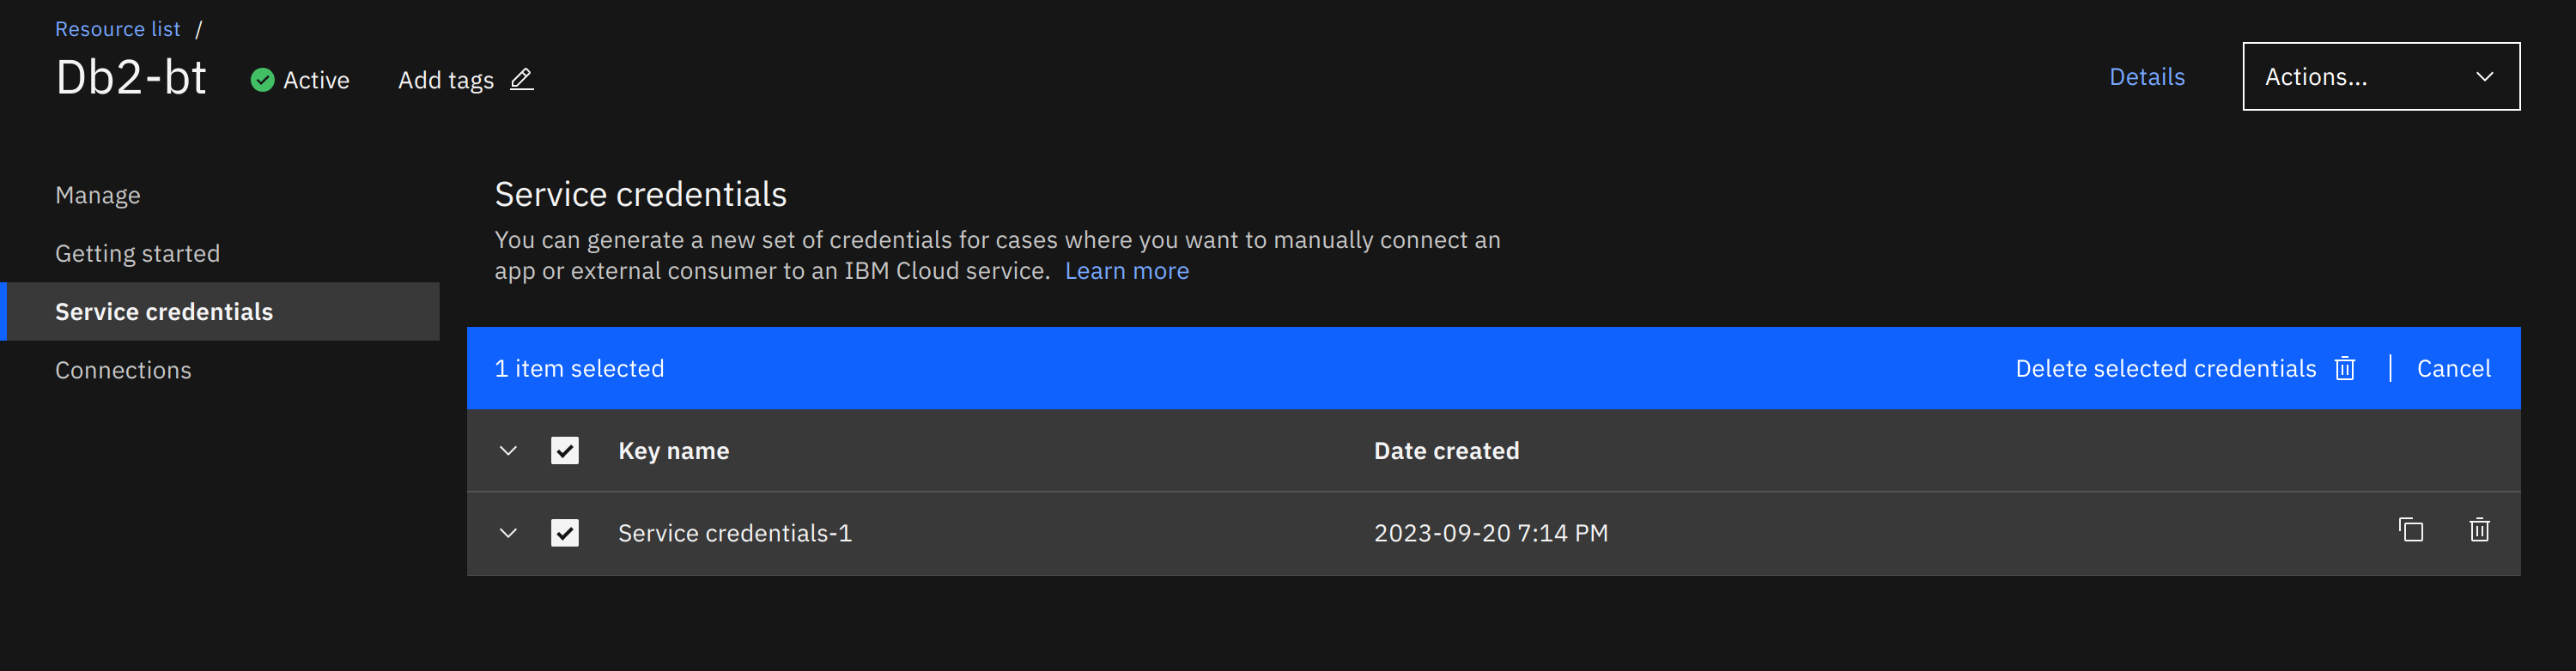 Resource list /
Db2-bt
Active
Add tags
Details
Actions...
Manage
Getting started
Service credentials
Connections
Service credentials
You can generate a new set of credentials for cases where you want to manually connect an
app or external consumer to an IBM Cloud service. Learn more
1 item selected
Delete selected credentials | Cancel
Key name Date created
Service credentials-1 2023-09-20 7:14 PM